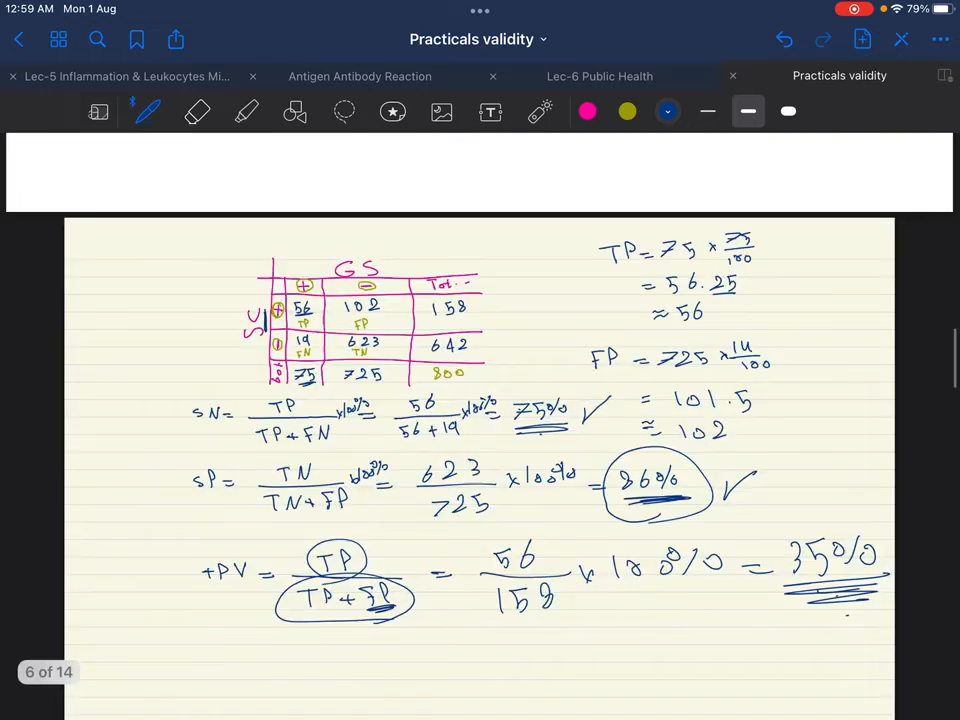 12:59 AM Mon 1 Aug
79%
Practicals validity
Lec-5 Inflammation & Leukocytes Mi...
Antigen Antibody Reaction
Lec-6 Public Health
Practicals validity
GS
+ - Tot.--
SC + 56 102 158
TP FP
- 19 623 642
FN TN
Tot 75 725 800
TP = 75 × 75/100
= 56.25
≈ 56
FP = 725 × 14/100
= 101.5
≈ 102
SN = TP/TP+FN ×100% = 56/56+19 ×100% = 75% ✓
SP = TN/TN+FP ×100% = 623/725 ×100% = 86% ✓
+PV = TP/TP+FP = 56/158 × 100% = 35%
6 of 14